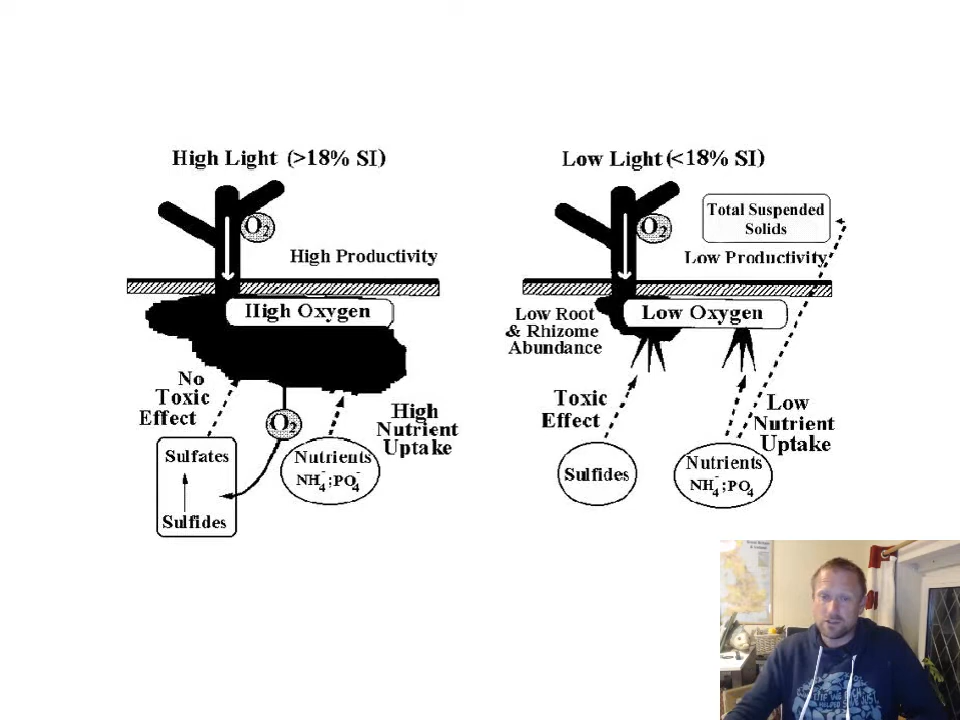 High Light (>18% SI)
O₂
High Productivity
High Oxygen
No
Toxic
Effect
O₂
High
Nutrient
Uptake
Sulfates
Sulfides
Nutrients
NH₄⁻;PO₄⁻
Low Light (<18% SI)
O₂
Total Suspended
Solids
Low Productivity
Low Oxygen
Low Root
& Rhizome
Abundance
Toxic
Effect
Low
Nutrient
Uptake
Sulfides
Nutrients
NH₄⁻;PO₄